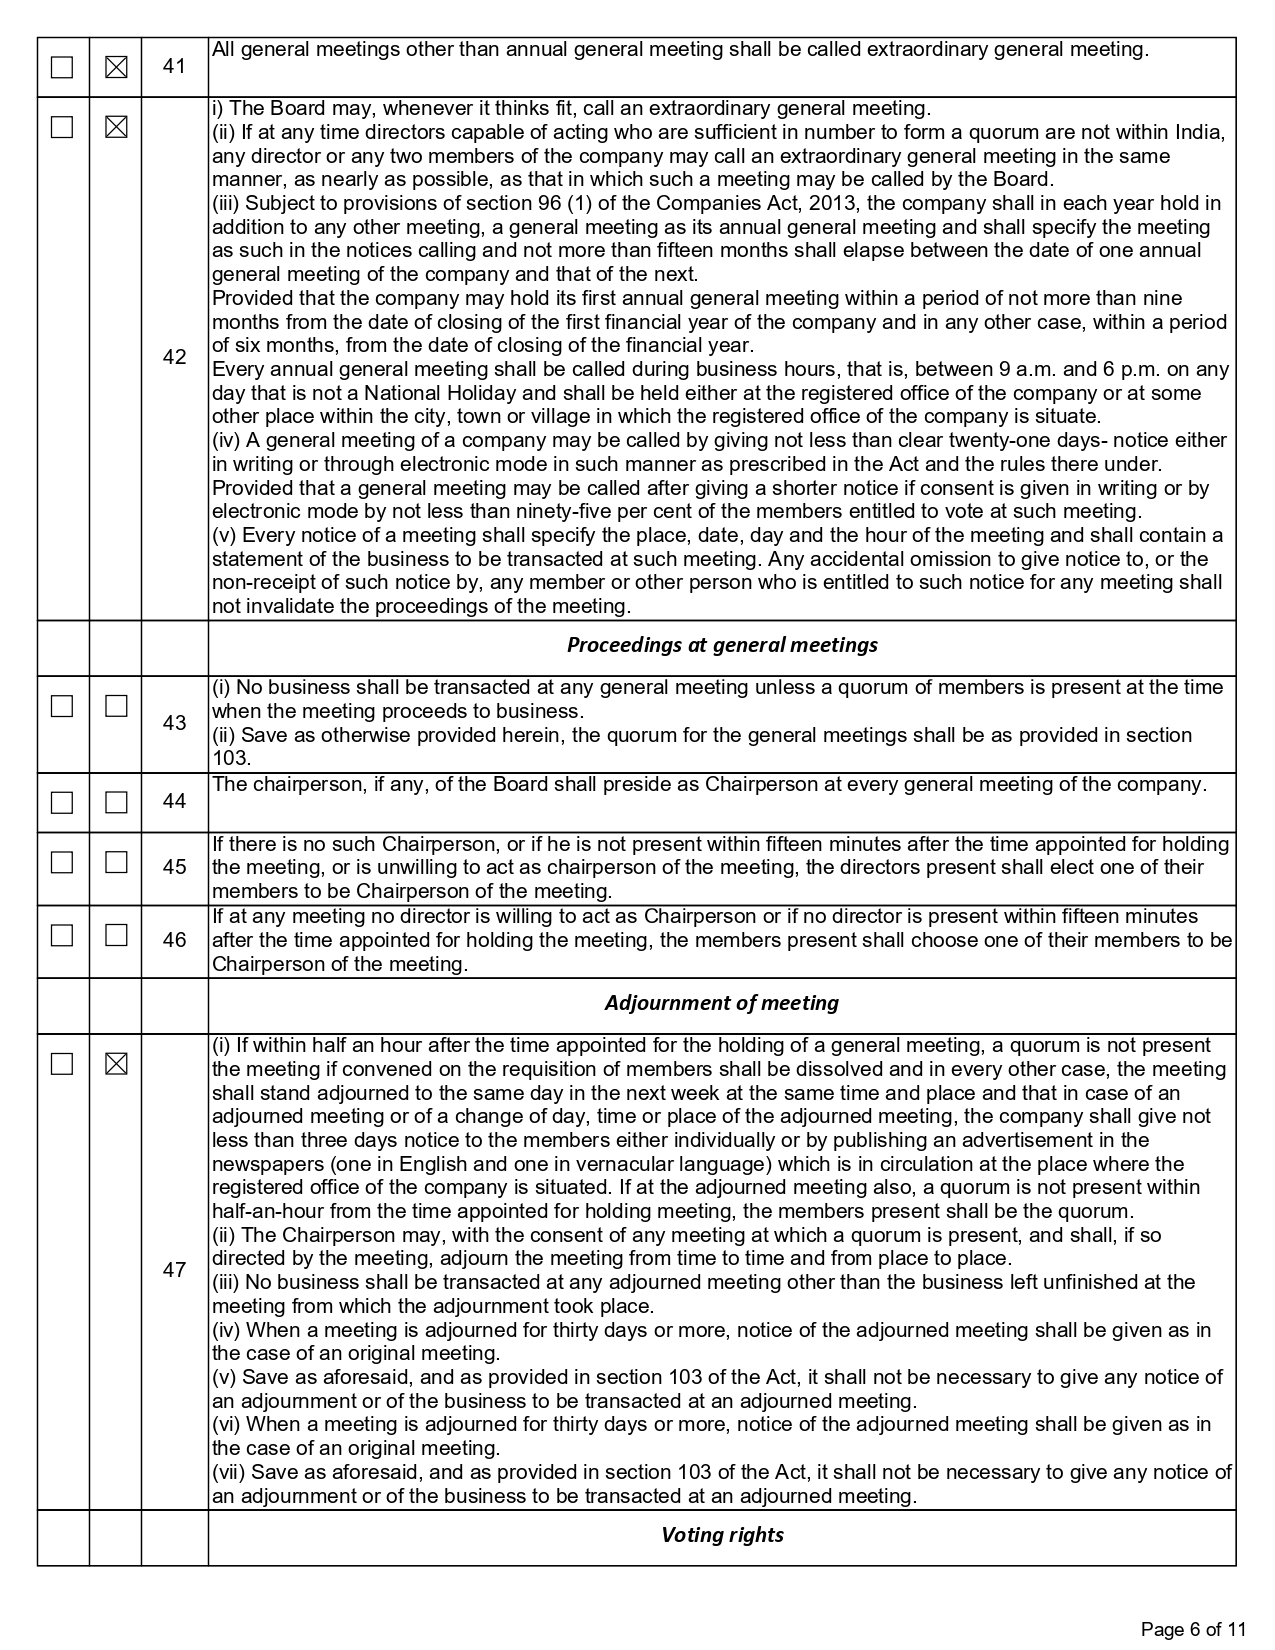 41
All general meetings other than annual general meeting shall be called extraordinary general meeting.
42
i) The Board may, whenever it thinks fit, call an extraordinary general meeting.
(ii) If at any time directors capable of acting who are sufficient in number to form a quorum are not within India,
any director or any two members of the company may call an extraordinary general meeting in the same
manner, as nearly as possible, as that in which such a meeting may be called by the Board.
(iii) Subject to provisions of section 96 (1) of the Companies Act, 2013, the company shall in each year hold in
addition to any other meeting, a general meeting as its annual general meeting and shall specify the meeting
as such in the notices calling and not more than fifteen months shall elapse between the date of one annual
general meeting of the company and that of the next.
Provided that the company may hold its first annual general meeting within a period of not more than nine
months from the date of closing of the first financial year of the company and in any other case, within a period
of six months, from the date of closing of the financial year.
Every annual general meeting shall be called during business hours, that is, between 9 a.m. and 6 p.m. on any
day that is not a National Holiday and shall be held either at the registered office of the company or at some
other place within the city, town or village in which the registered office of the company is situate.
(iv) A general meeting of a company may be called by giving not less than clear twenty-one days- notice either
in writing or through electronic mode in such manner as prescribed in the Act and the rules there under.
Provided that a general meeting may be called after giving a shorter notice if consent is given in writing or by
electronic mode by not less than ninety-five per cent of the members entitled to vote at such meeting.
(v) Every notice of a meeting shall specify the place, date, day and the hour of the meeting and shall contain a
statement of the business to be transacted at such meeting. Any accidental omission to give notice to, or the
non-receipt of such notice by, any member or other person who is entitled to such notice for any meeting shall
not invalidate the proceedings of the meeting.
Proceedings at general meetings
43
(i) No business shall be transacted at any general meeting unless a quorum of members is present at the time
when the meeting proceeds to business.
(ii) Save as otherwise provided herein, the quorum for the general meetings shall be as provided in section
103.
44
The chairperson, if any, of the Board shall preside as Chairperson at every general meeting of the company.
45
If there is no such Chairperson, or if he is not present within fifteen minutes after the time appointed for holding
the meeting, or is unwilling to act as chairperson of the meeting, the directors present shall elect one of their
members to be Chairperson of the meeting.
46
If at any meeting no director is willing to act as Chairperson or if no director is present within fifteen minutes
after the time appointed for holding the meeting, the members present shall choose one of their members to be
Chairperson of the meeting.
Adjournment of meeting
47
(i) If within half an hour after the time appointed for the holding of a general meeting, a quorum is not present
the meeting if convened on the requisition of members shall be dissolved and in every other case, the meeting
shall stand adjourned to the same day in the next week at the same time and place and that in case of an
adjourned meeting or of a change of day, time or place of the adjourned meeting, the company shall give not
less than three days notice to the members either individually or by publishing an advertisement in the
newspapers (one in English and one in vernacular language) which is in circulation at the place where the
registered office of the company is situated. If at the adjourned meeting also, a quorum is not present within
half-an-hour from the time appointed for holding meeting, the members present shall be the quorum.
(ii) The Chairperson may, with the consent of any meeting at which a quorum is present, and shall, if so
directed by the meeting, adjourn the meeting from time to time and from place to place.
(iii) No business shall be transacted at any adjourned meeting other than the business left unfinished at the
meeting from which the adjournment took place.
(iv) When a meeting is adjourned for thirty days or more, notice of the adjourned meeting shall be given as in
the case of an original meeting.
(v) Save as aforesaid, and as provided in section 103 of the Act, it shall not be necessary to give any notice of
an adjournment or of the business to be transacted at an adjourned meeting.
(vi) When a meeting is adjourned for thirty days or more, notice of the adjourned meeting shall be given as in
the case of an original meeting.
(vii) Save as aforesaid, and as provided in section 103 of the Act, it shall not be necessary to give any notice of
an adjournment or of the business to be transacted at an adjourned meeting.
Voting rights
Page 6 of 11